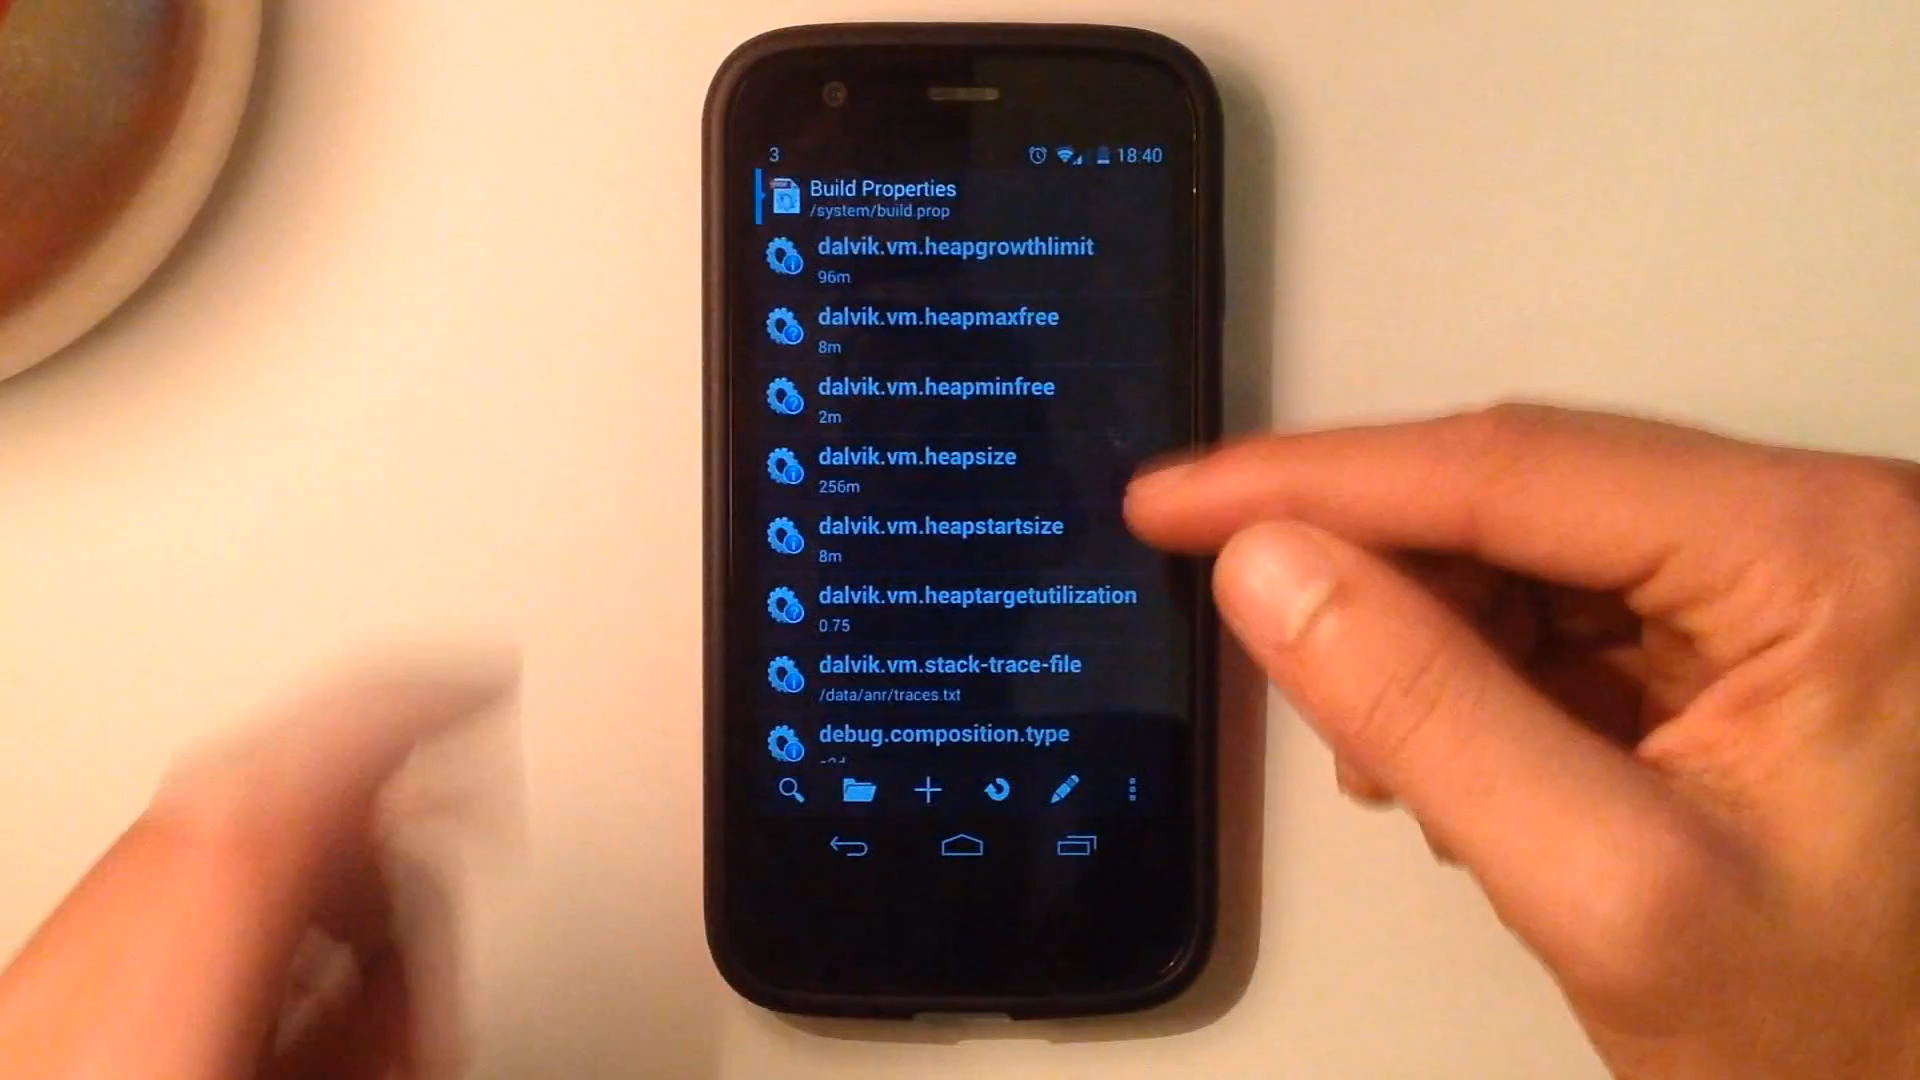 3 18:40
Build Properties
/system/build.prop
dalvik.vm.heapgrowthlimit
96m
dalvik.vm.heapmaxfree
8m
dalvik.vm.heapminfree
2m
dalvik.vm.heapsize
256m
dalvik.vm.heapstartsize
8m
dalvik.vm.heaptargetutilization
0.75
dalvik.vm.stack-trace-file
/data/anr/traces.txt
debug.composition.type